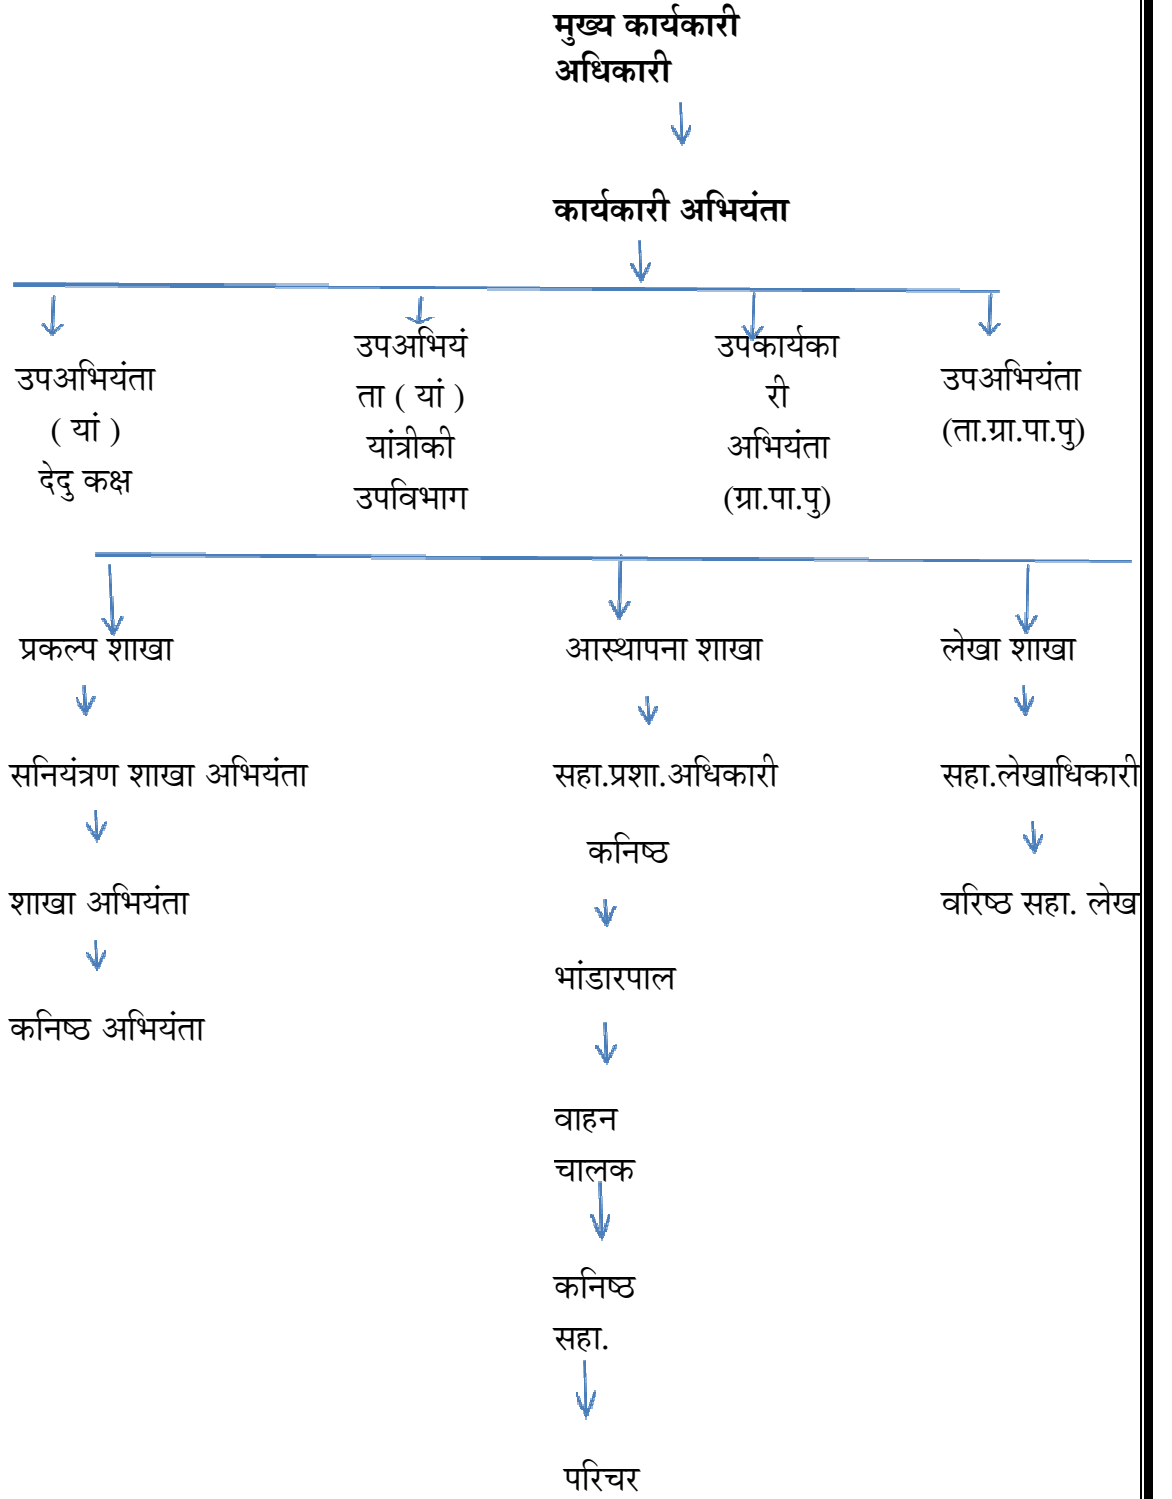 मुख्य कार्यकारी
अधिकारी
कार्यकारी अभियंता
उपअभियंता
( यां )
देदु कक्ष
उपअभियं
ता ( यां )
यांत्रीकी
उपविभाग
उपकार्यका
री
अभियंता
(ग्रा.पा.पु)
उपअभियंता
(ता.ग्रा.पा.पु)
प्रकल्प शाखा
आस्थापना शाखा
लेखा शाखा
सनियंत्रण शाखा अभियंता
सहा.प्रशा.अधिकारी
सहा.लेखाधिकारी
कनिष्ठ
शाखा अभियंता
वरिष्ठ सहा. लेख
भांडारपाल
कनिष्ठ अभियंता
वाहन
चालक
कनिष्ठ
सहा.
परिचर